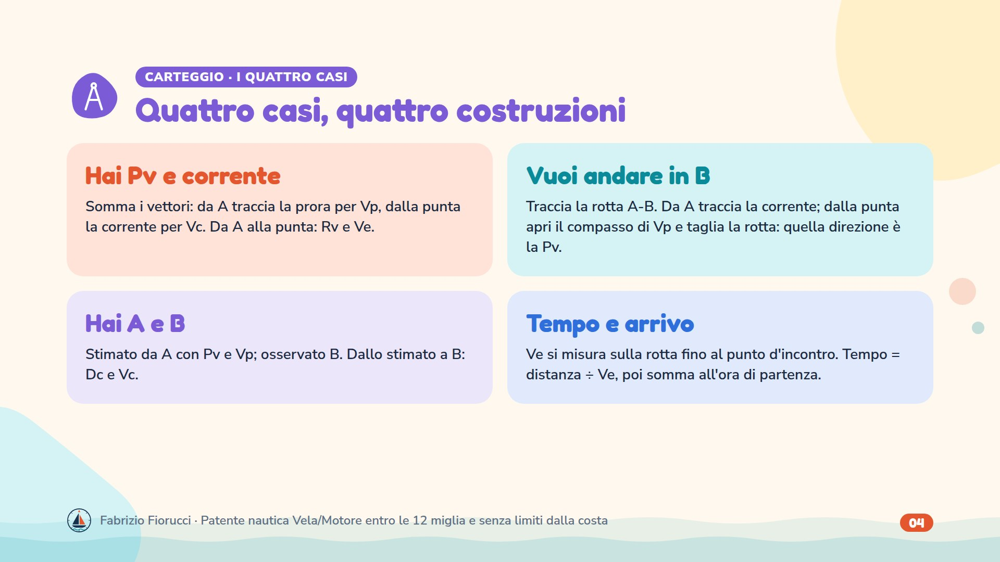 CARTEGGIO · I QUATTRO CASI
Quattro casi, quattro costruzioni
Hai Pv e corrente
Somma i vettori: da A traccia la prora per Vp, dalla punta
la corrente per Vc. Da A alla punta: Rv e Ve.
Vuoi andare in B
Traccia la rotta A-B. Da A traccia la corrente; dalla punta
apri il compasso di Vp e taglia la rotta: quella direzione è
la Pv.
Hai A e B
Stimato da A con Pv e Vp; osservato B. Dallo stimato a B:
Dc e Vc.
Tempo e arrivo
Ve si misura sulla rotta fino al punto d'incontro. Tempo =
distanza ÷ Ve, poi somma all'ora di partenza.
Fabrizio Fiorucci · Patente nautica Vela/Motore entro le 12 miglia e senza limiti dalla costa
04